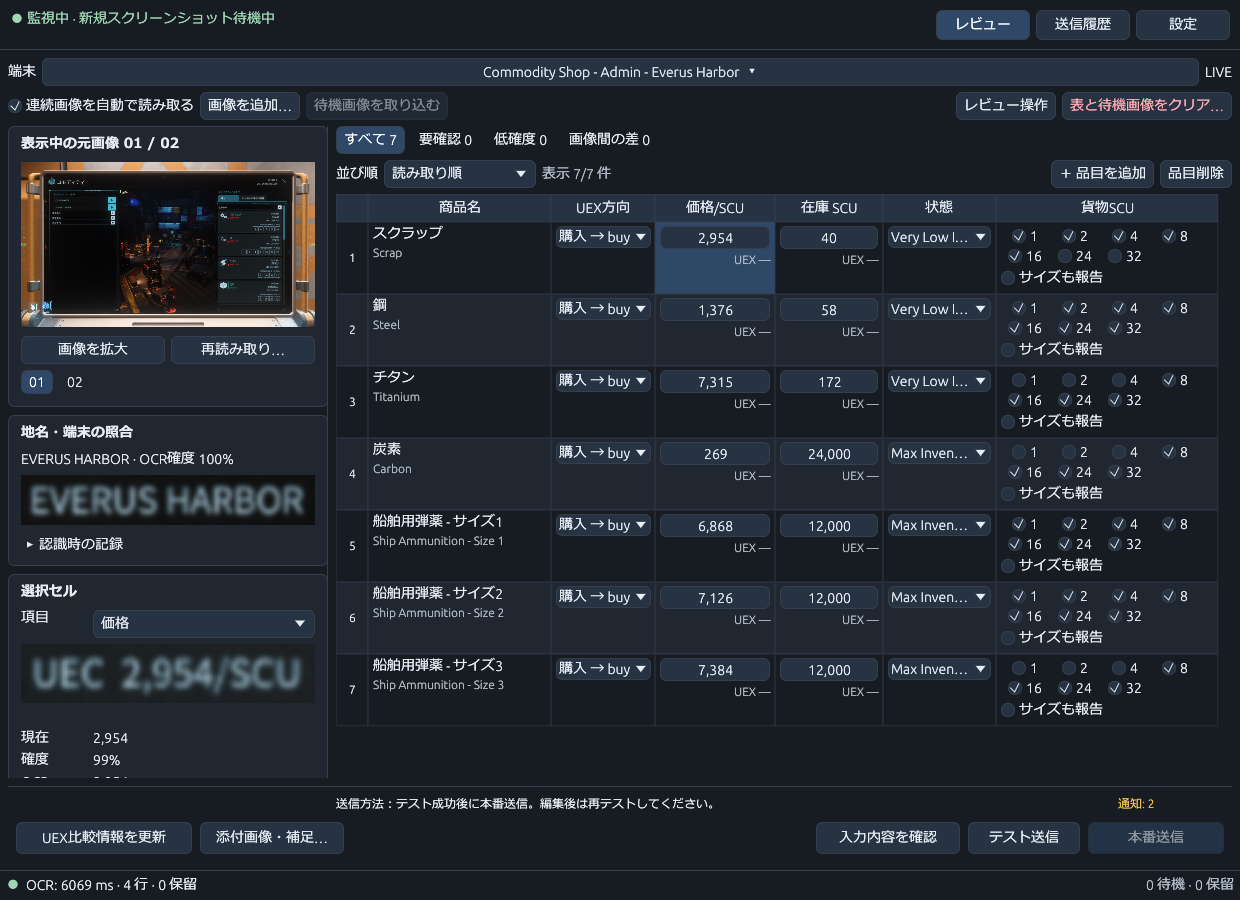 監視中 · 新規スクリーンショット待機中
レビュー
送信履歴
設定
端末
Commodity Shop - Admin - Everus Harbor
LIVE
連続画像を自動で読み取る
画像を追加...
待機画像を取り込む
レビュー操作
表と待機画像をクリア...
表示中の元画像 01 / 02
画像を拡大
再読み取り...
01
02
地名・端末の照合
EVERUS HARBOR · OCR確度 100%
EVERUS HARBOR
認識時の記録
選択セル
項目
価格
UEC 2,954/SCU
現在
2,954
確度
99%
すべて 7
要確認 0
低確度 0
画像間の差 0
並び順
読み取り順
表示 7/7 件
+ 品目を追加
品目削除
商品名 UEX方向 価格/SCU 在庫 SCU 状態 貨物SCU
1
スクラップ
Scrap
購入 → buy
2,954
UEX —
40
UEX —
Very Low I...
1 2 4 8
16 24 32
サイズも報告
2
鋼
Steel
購入 → buy
1,376
UEX —
58
UEX —
Very Low I...
1 2 4 8
16 24 32
サイズも報告
3
チタン
Titanium
購入 → buy
7,315
UEX —
172
UEX —
Very Low I...
1 2 4 8
16 24 32
サイズも報告
4
炭素
Carbon
購入 → buy
269
UEX —
24,000
UEX —
Max Inven...
1 2 4 8
16 24 32
サイズも報告
5
船舶用弾薬 - サイズ1
Ship Ammunition - Size 1
購入 → buy
6,868
UEX —
12,000
UEX —
Max Inven...
1 2 4 8
16 24 32
サイズも報告
6
船舶用弾薬 - サイズ2
Ship Ammunition - Size 2
購入 → buy
7,126
UEX —
12,000
UEX —
Max Inven...
1 2 4 8
16 24 32
サイズも報告
7
船舶用弾薬 - サイズ3
Ship Ammunition - Size 3
購入 → buy
7,384
UEX —
12,000
UEX —
Max Inven...
1 2 4 8
16 24 32
サイズも報告
送信方法：テスト成功後に本番送信。編集後は再テストしてください。
通知: 2
UEX比較情報を更新
添付画像・補足...
入力内容を確認
テスト送信
本番送信
OCR: 6069 ms · 4 行 · 0 保留
0 待機 · 0 保留